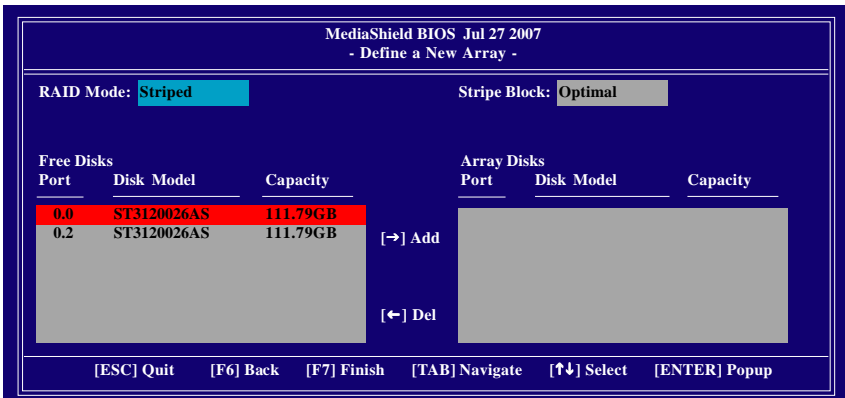 MediaShield BIOS Jul 27 2007
- Define a New Array -
RAID Mode: Striped Stripe Block: Optimal
Free Disks Array Disks
Port Disk Model Capacity Port Disk Model Capacity
0.0 ST3120026AS 111.79GB
0.2 ST3120026AS 111.79GB
[→] Add
[←] Del
[ESC] Quit [F6] Back [F7] Finish [TAB] Navigate [↑↓] Select [ENTER] Popup